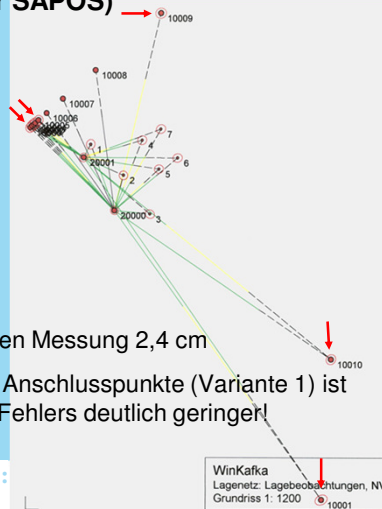 SAPOS)
10009
10008
10007
10006
10005
1
4
7
20001
6
2
5
20000
3
en Messung 2,4 cm
10010
Anschlusspunkte (Variante 1) ist
Fehlers deutlich geringer!
WinKafka
Lagenetz: Lagebeobachtungen, NV
Grundriss 1: 1200
10001